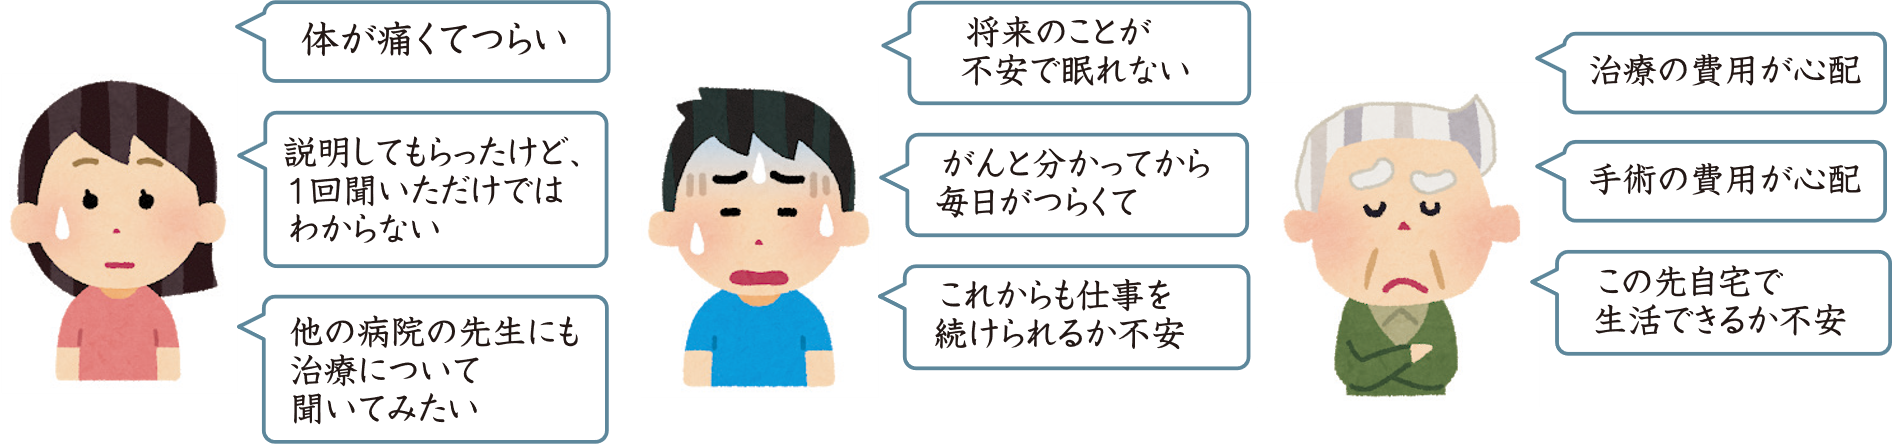 体が痛くてつらい
説明してもらったけど、
1回聞いただけでは
わからない
他の病院の先生にも
治療について
聞いてみたい
将来のことが
不安で眠れない
がんと分かってから
毎日がつらくて
これからも仕事を
続けられるか不安
治療の費用が心配
手術の費用が心配
この先自宅で
生活できるか不安